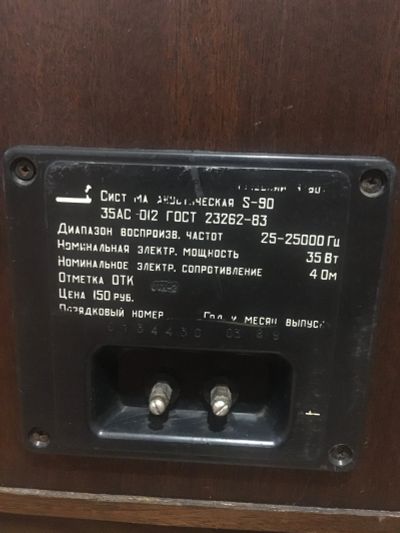 Система акустическая S-90
35АС-012 ГОСТ 23262-83
Диапазон воспроизв. частот 25-25000 Гц
Номинальная электр. мощность 35 Вт
Номинальное электр. сопротивление 4 Ом
Отметка ОТК
Цена 150 руб.
Порядковый номер Год и месяц выпуска